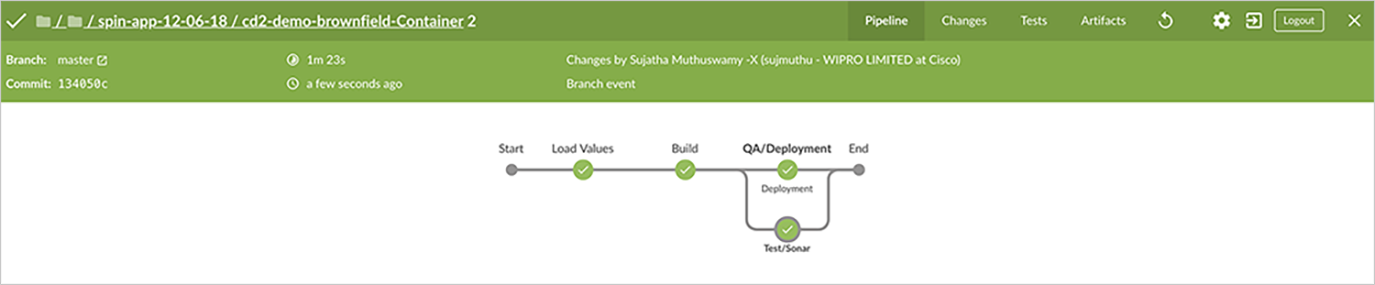 / / spin-app-12-06-18 / cd2-demo-brownfield-Container 2 Pipeline Changes Tests Artifacts Logout
Branch: master 1m 23s Changes by Sujatha Muthuswamy -X (sujmuthu - WIPRO LIMITED at Cisco)
Commit: 134050c a few seconds ago Branch event
Start Load Values Build QA/Deployment End
Deployment
Test/Sonar